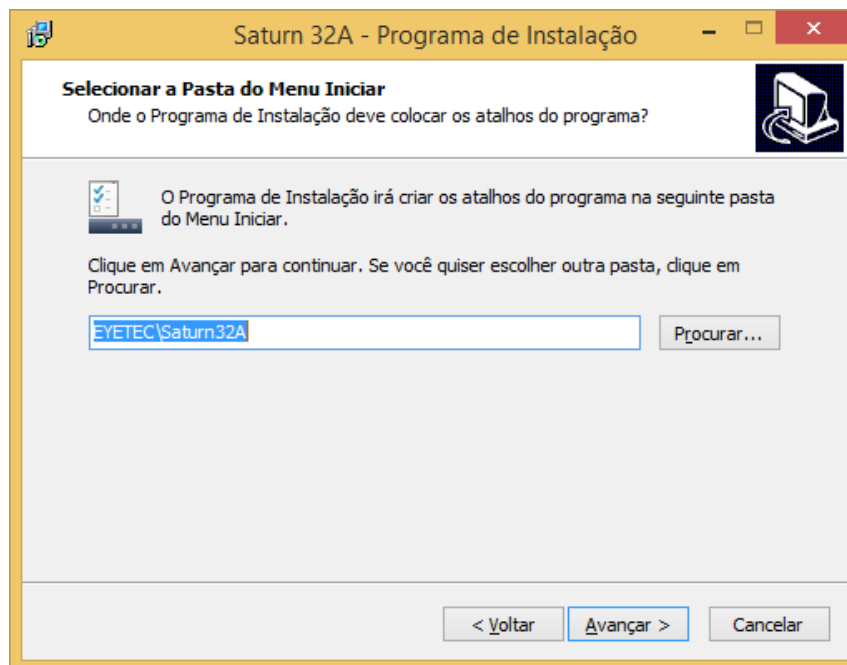 Saturn 32A - Programa de Instalação
Selecionar a Pasta do Menu Iniciar
Onde o Programa de Instalação deve colocar os atalhos do programa?
O Programa de Instalação irá criar os atalhos do programa na seguinte pasta
do Menu Iniciar.
Clique em Avançar para continuar. Se você quiser escolher outra pasta, clique em
Procurar.
EYETEC\Saturn32A
Procurar...
< Voltar
Avançar >
Cancelar